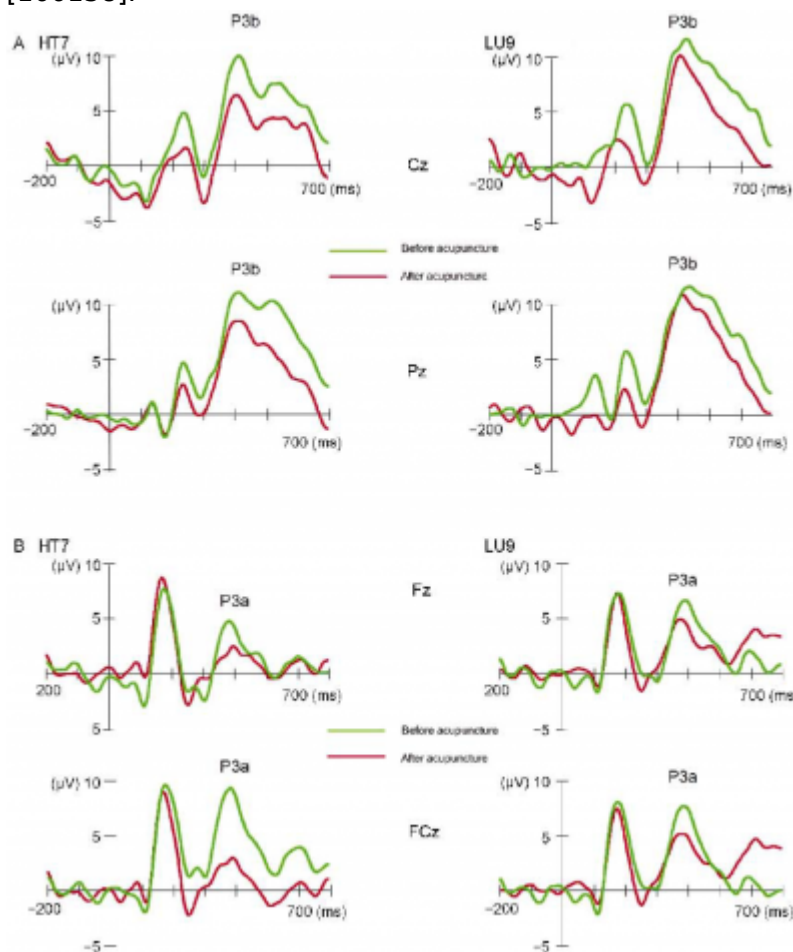 A HT7
P3b
(µV) 10
5
-200
700 (ms)
-5
LU9
P3b
(µV) 10
5
Cz
-200
700 (ms)
-5
Before acupuncture
After acupuncture
P3b
(µV) 10
5
-200
700 (ms)
-5
Pz
P3b
(µV) 10
5
-200
700 (ms)
-5
B HT7
(µV) 10
5
P3a
200
700 (ms)
5
Fz
LU9
(µV) 10
5
P3a
-200
700 (ms)
-5
Before acupuncture
After acupuncture
P3a
(µV) 10
5
-200
700 (ms)
-5
FCz
P3a
(µV) 10
5
-200
700 (ms)
-5